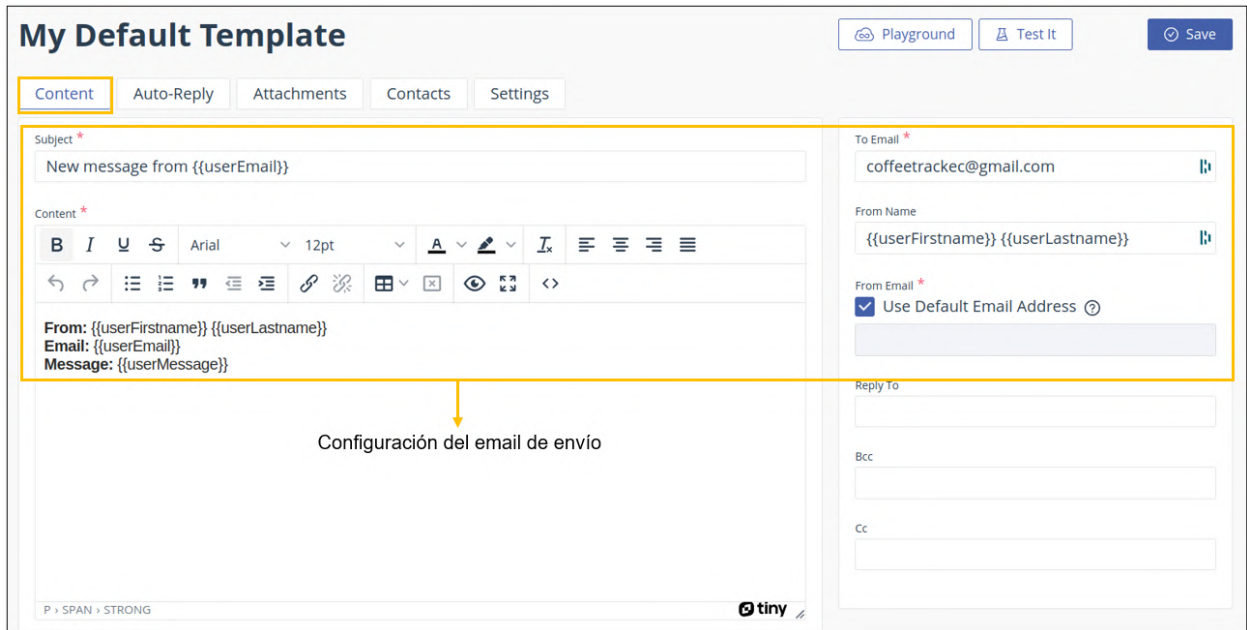 My Default Template
Playground
Test It
Save
Content
Auto-Reply
Attachments
Contacts
Settings
Subject *
New message from {{userEmail}}
Content *
B I U S Arial 12pt A Tx
From: {{userFirstname}} {{userLastname}}
Email: {{userEmail}}
Message: {{userMessage}}
Configuración del email de envío
P › SPAN › STRONG
tiny
To Email *
coffeetrackec@gmail.com
From Name
{{userFirstname}} {{userLastname}}
From Email *
Use Default Email Address ?
Reply To
Bcc
Cc